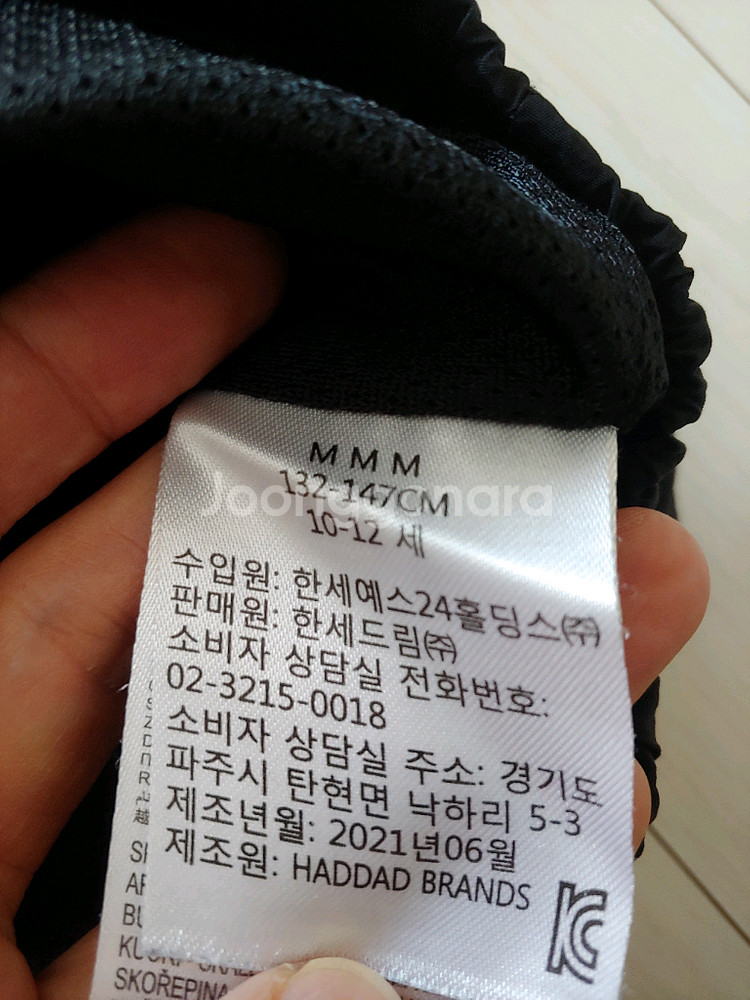 M M M
132-147CM
10-12 세
수입원: 한세예스24홀딩스㈜
판매원: 한세드림㈜
소비자 상담실 전화번호:
02-3215-0018
소비자 상담실 주소: 경기도
파주시 탄현면 낙하리 5-3
제조년월: 2021년06월
제조원: HADDAD BRANDS
SKOŘEPINA
Joongonara